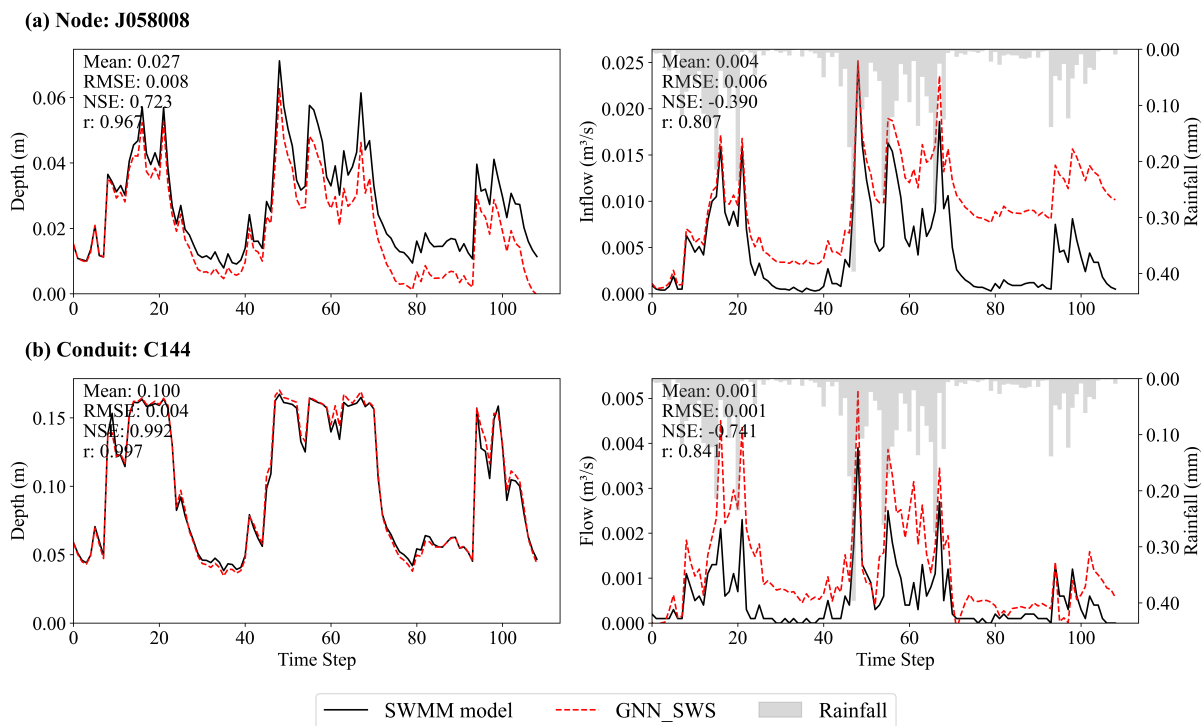 (a) Node: J058008
Mean: 0.027
RMSE: 0.008
NSE: 0.723
r: 0.967
Depth (m)
0.06
0.04
0.02
0.00
0 20 40 60 80 100
Mean: 0.004
RMSE: 0.006
NSE: -0.390
r: 0.807
Inflow (m³/s)
0.025
0.020
0.015
0.010
0.005
0.000
0 20 40 60 80 100
0.00
0.10
0.20
0.30
0.40
Rainfall (mm)
(b) Conduit: C144
Mean: 0.100
RMSE: 0.004
NSE: 0.992
r: 0.997
Depth (m)
0.15
0.10
0.05
0.00
0 20 40 60 80 100
Time Step
Mean: 0.001
RMSE: 0.001
NSE: -0.741
r: 0.841
Flow (m³/s)
0.005
0.004
0.003
0.002
0.001
0.000
0 20 40 60 80 100
Time Step
0.00
0.10
0.20
0.30
0.40
Rainfall (mm)
SWMM model GNN_SWS Rainfall